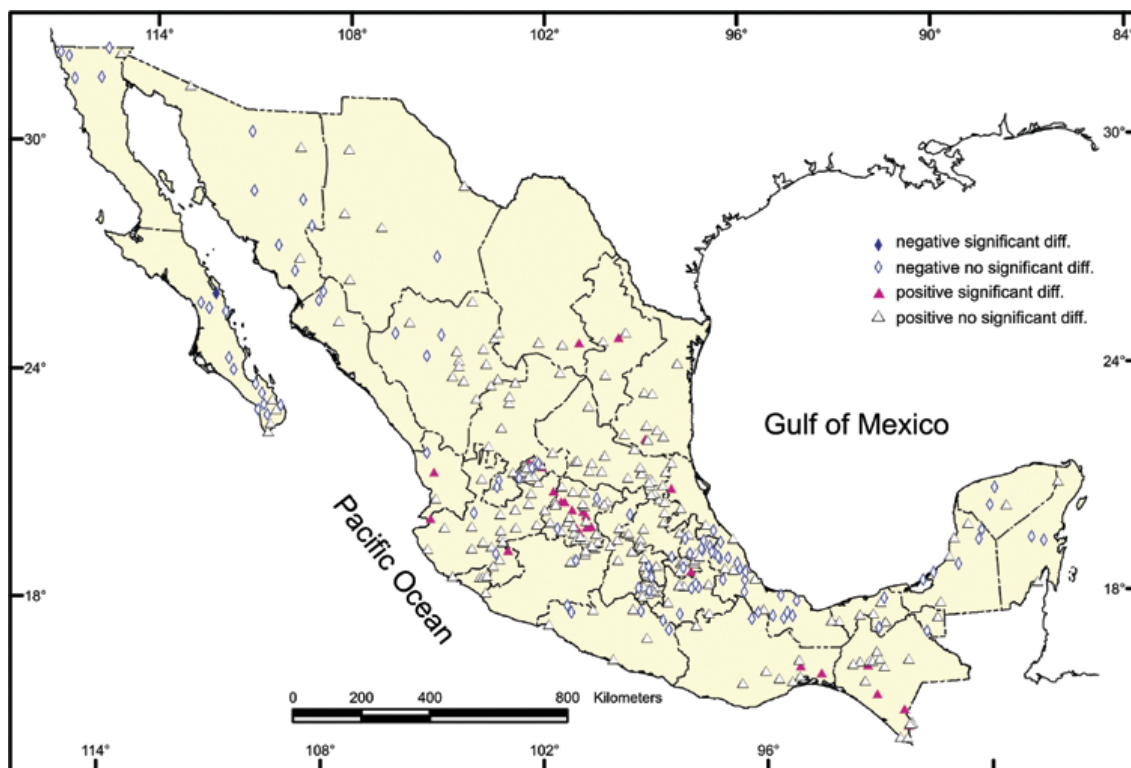 114° 108° 102° 96° 90° 84°
30° 30°
negative significant diff.
negative no significant diff.
positive significant diff.
positive no significant diff.
24° 24°
Gulf of Mexico
Pacific Ocean
18° 18°
0 200 400 800 Kilometers
114° 108° 102° 96°